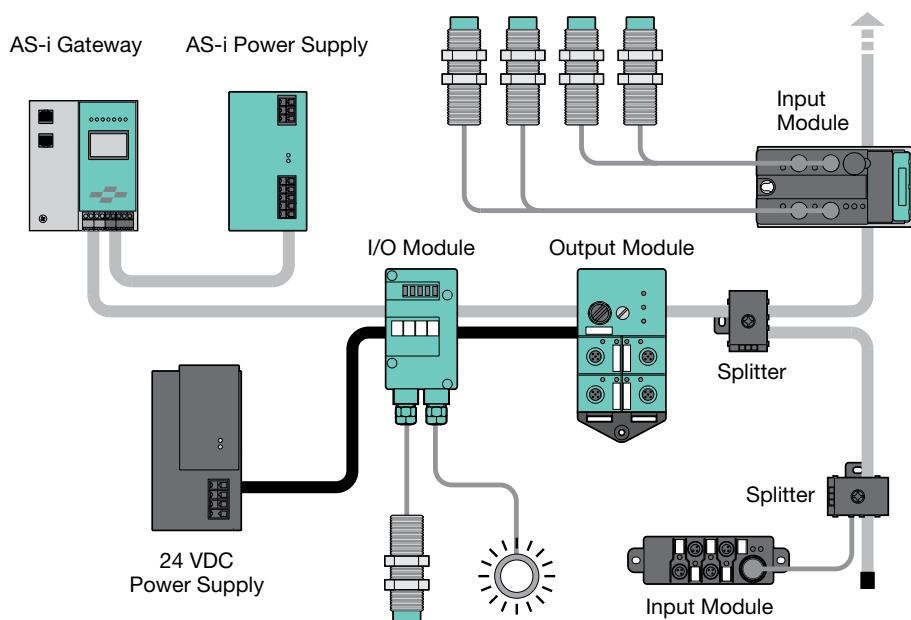 AS-i Gateway
AS-i Power Supply
Input
Module
I/O Module
Output Module
Splitter
Splitter
24 VDC
Power Supply
Input Module